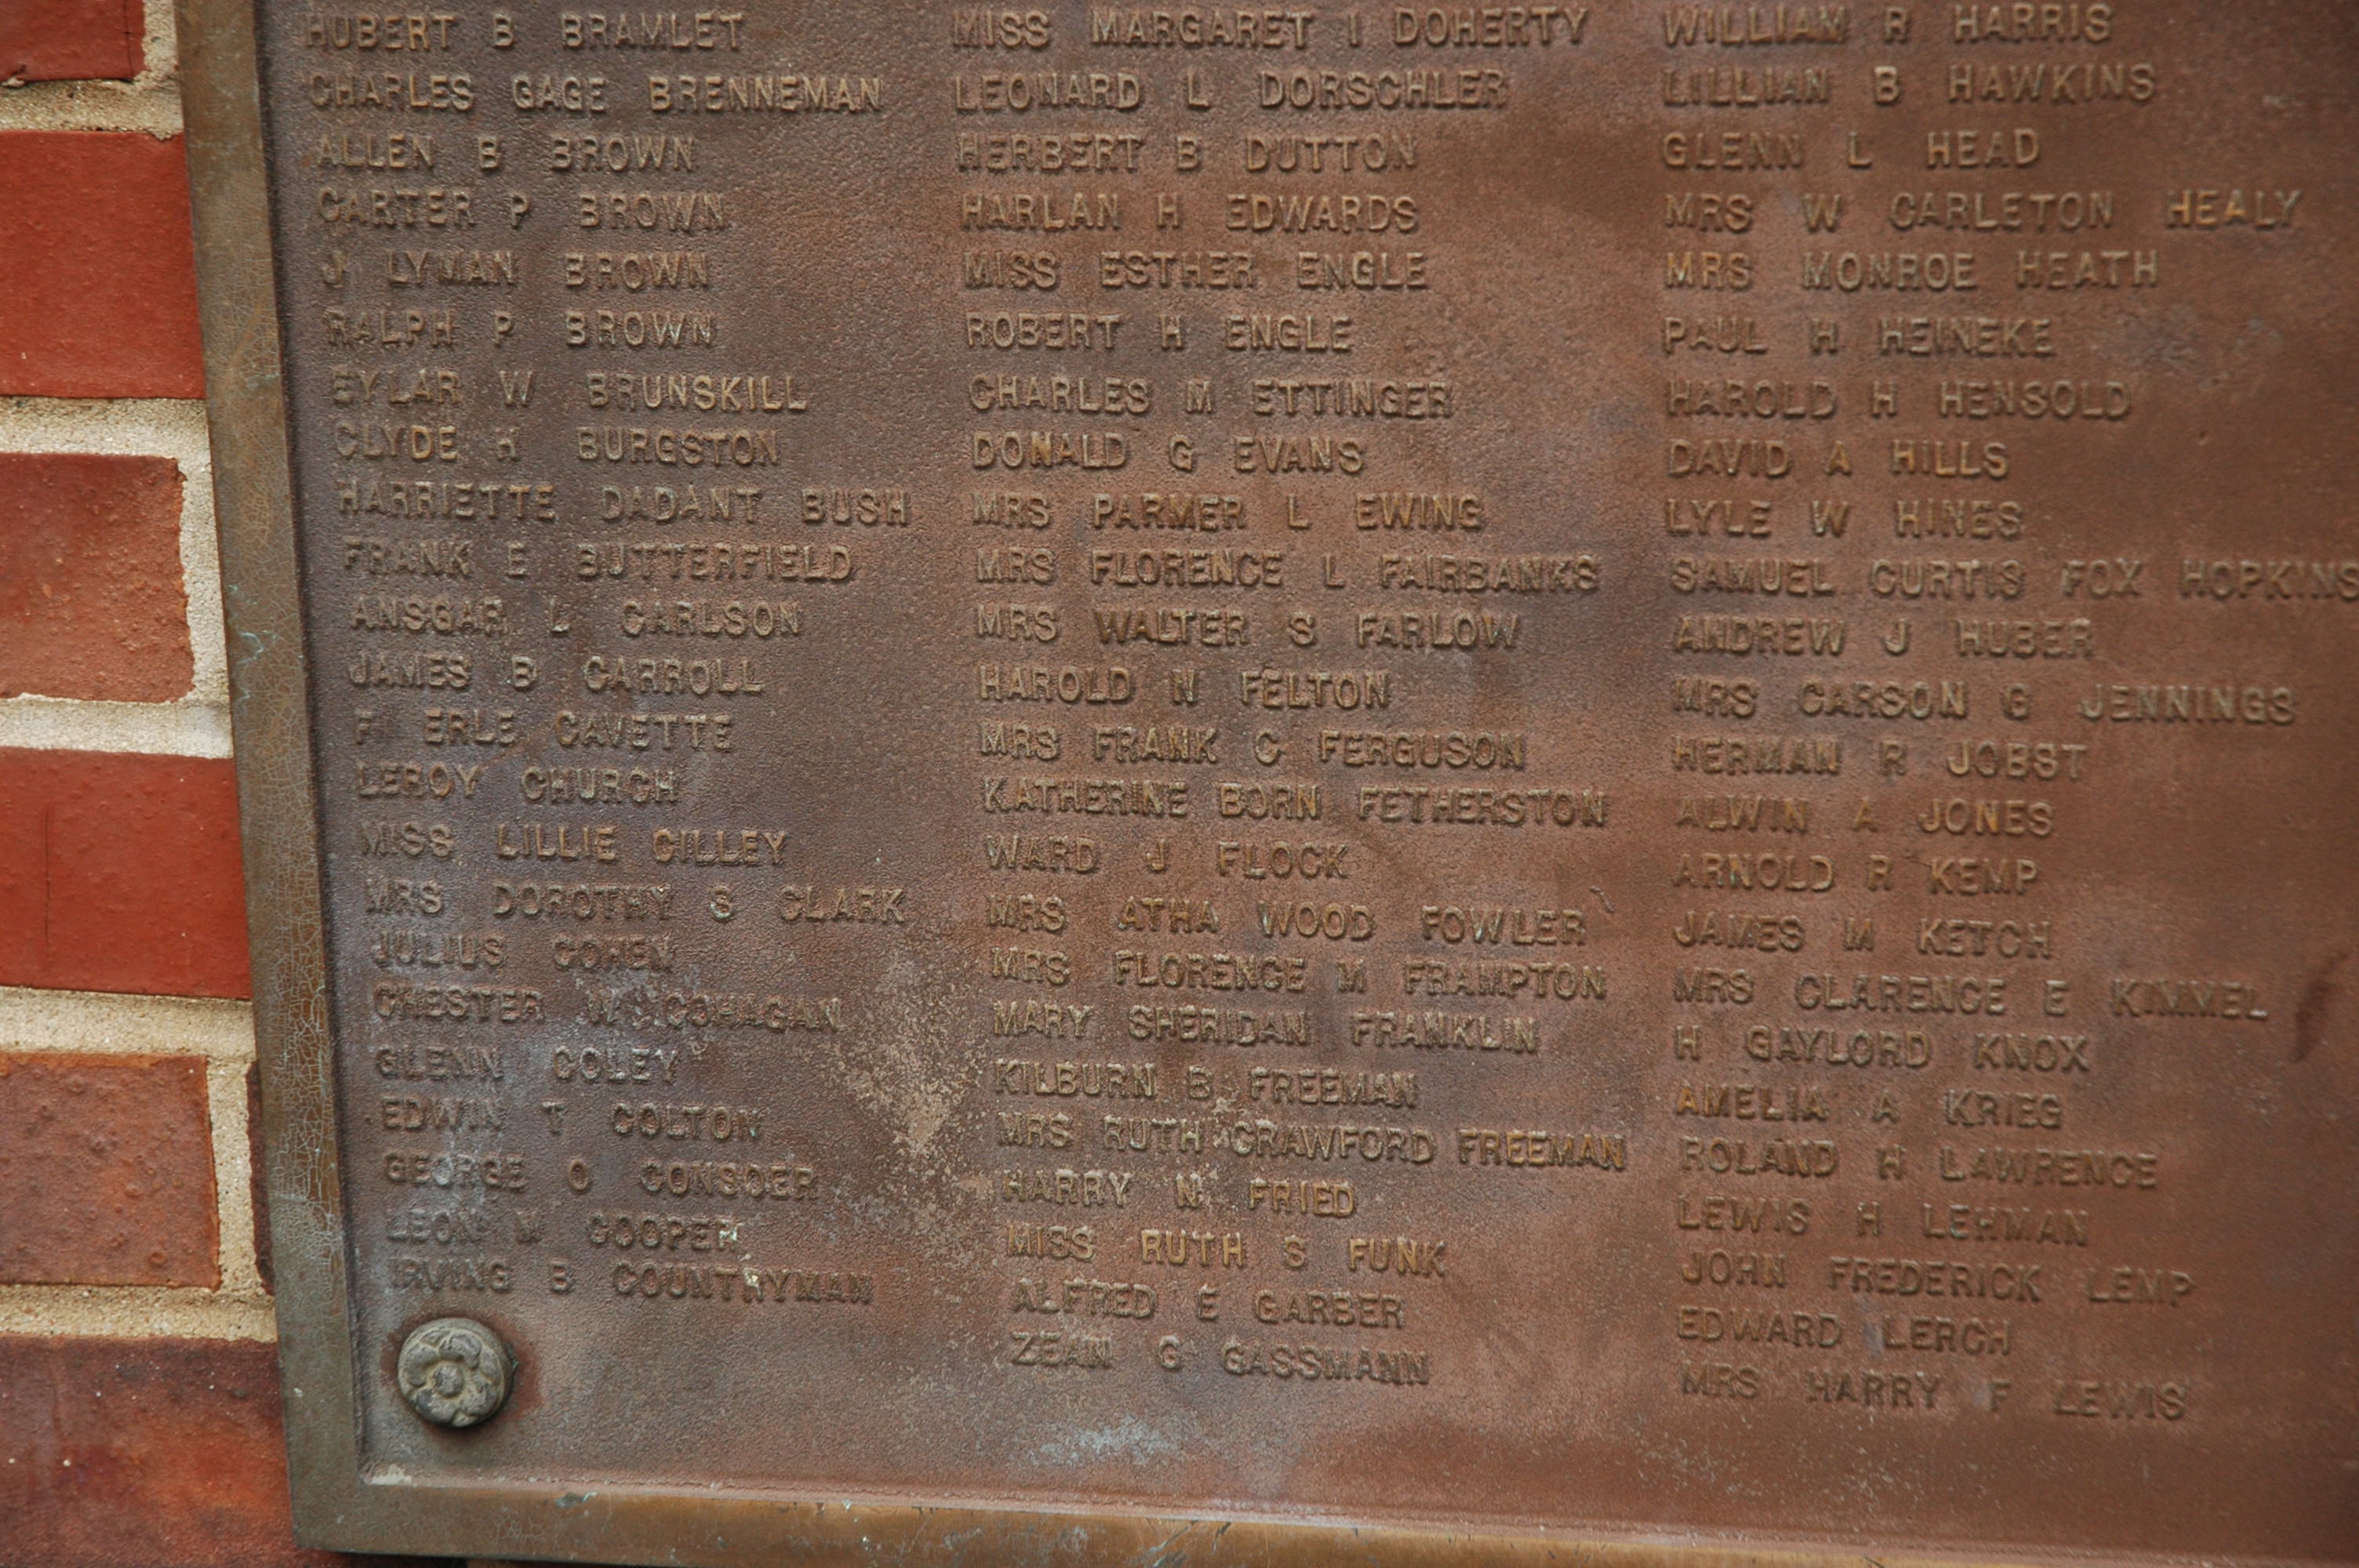 HUBERT B BRAMLET
CHARLES GAGE BRENNEMAN
ALLEN B BROWN
CARTER P BROWN
J LYMAN BROWN
RALPH P BROWN
EYLAR W BRUNSKILL
CLYDE H BURGSTON
HARRIETTE DADANT BUSH
FRANK E BUTTERFIELD
ANSGAR L CARLSON
JAMES B CARROLL
F ERLE CAVETTE
LEROY CHURCH
MISS LILLIE CILLEY
MRS DOROTHY S CLARK
JULIUS COHEN
CHESTER W COHAGAN
GLENN COLEY
EDWIN T COLTON
GEORGE O CONSOER
LEON M COOPER
IRVING B COUNTRYMAN
MISS MARGARET I DOHERTY
LEONARD L DORSCHLER
HERBERT B DUTTON
HARLAN H EDWARDS
MISS ESTHER ENGLE
ROBERT H ENGLE
CHARLES M ETTINGER
DONALD G EVANS
MRS PARMER L EWING
MRS FLORENCE L FAIRBANKS
MRS WALTER S FARLOW
HAROLD N FELTON
MRS FRANK C FERGUSON
KATHERINE BORN FETHERSTON
WARD J FLOCK
MRS ATHA WOOD FOWLER
MRS FLORENCE M FRAMPTON
MARY SHERIDAN FRANKLIN
KILBURN B FREEMAN
MRS RUTH CRAWFORD FREEMAN
HARRY N FRIED
MISS RUTH S FUNK
ALFRED E GARBER
ZEAN G GASSMANN
WILLIAM R HARRIS
LILLIAN B HAWKINS
GLENN L HEAD
MRS W CARLETON HEALY
MRS MONROE HEATH
PAUL H HEINEKE
HAROLD H HENSOLD
DAVID A HILLS
LYLE W HINES
SAMUEL CURTIS FOX HOPKINS
ANDREW J HUBER
MRS CARSON G JENNINGS
HERMAN R JOBST
ALWIN A JONES
ARNOLD R KEMP
JAMES M KETCH
MRS CLARENCE E KIMMEL
H GAYLORD KNOX
AMELIA A KRIEG
ROLAND H LAWRENCE
LEWIS H LEHMAN
JOHN FREDERICK LEMP
EDWARD LERCH
MRS HARRY F LEWIS